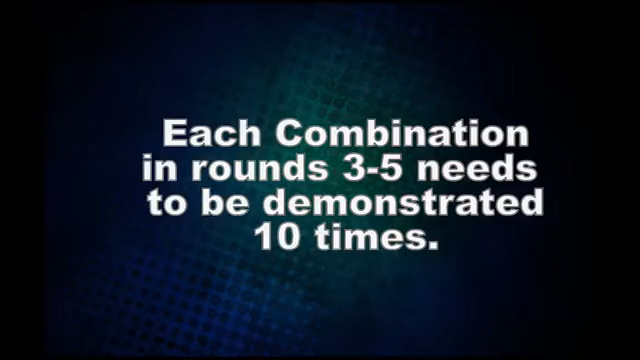 Each Combination
in rounds 3-5 needs
to be demonstrated
10 times.